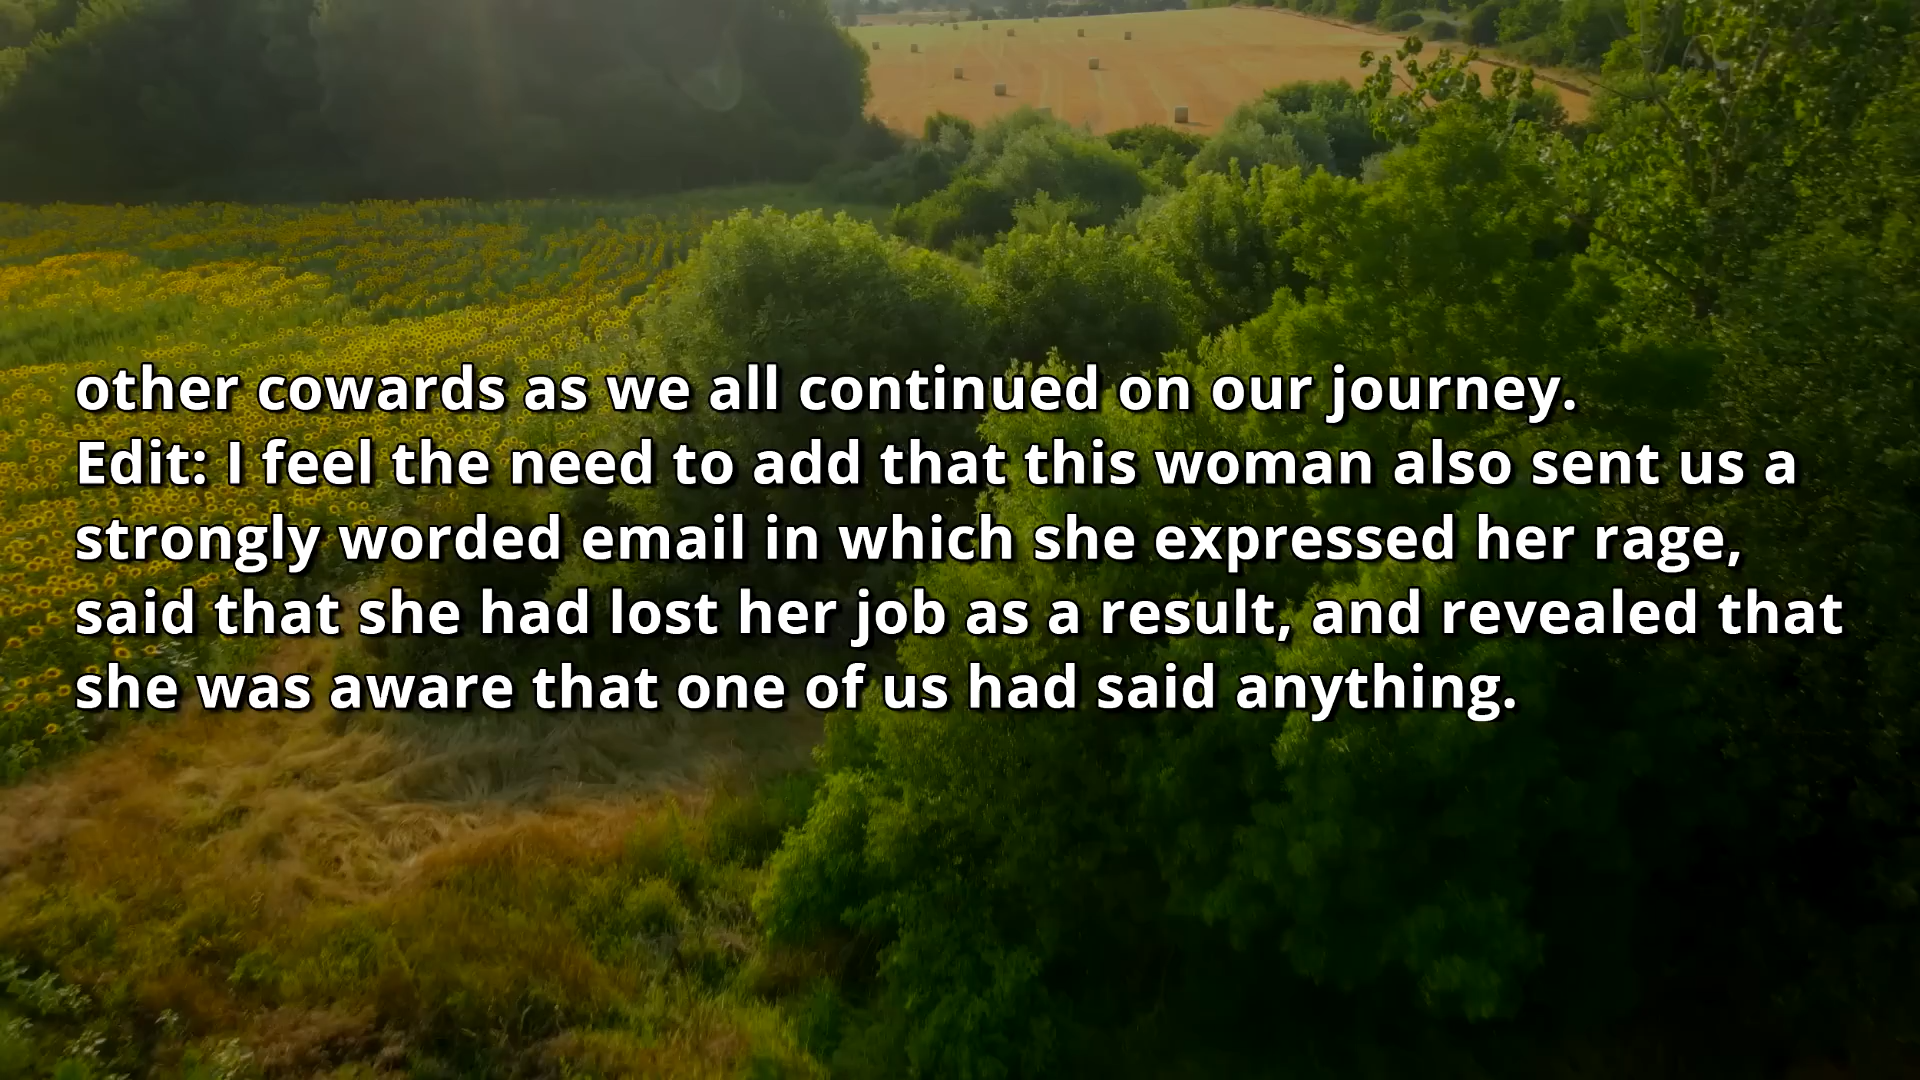 other cowards as we all continued on our journey.
Edit: I feel the need to add that this woman also sent us a
strongly worded email in which she expressed her rage,
said that she had lost her job as a result, and revealed that
she was aware that one of us had said anything.